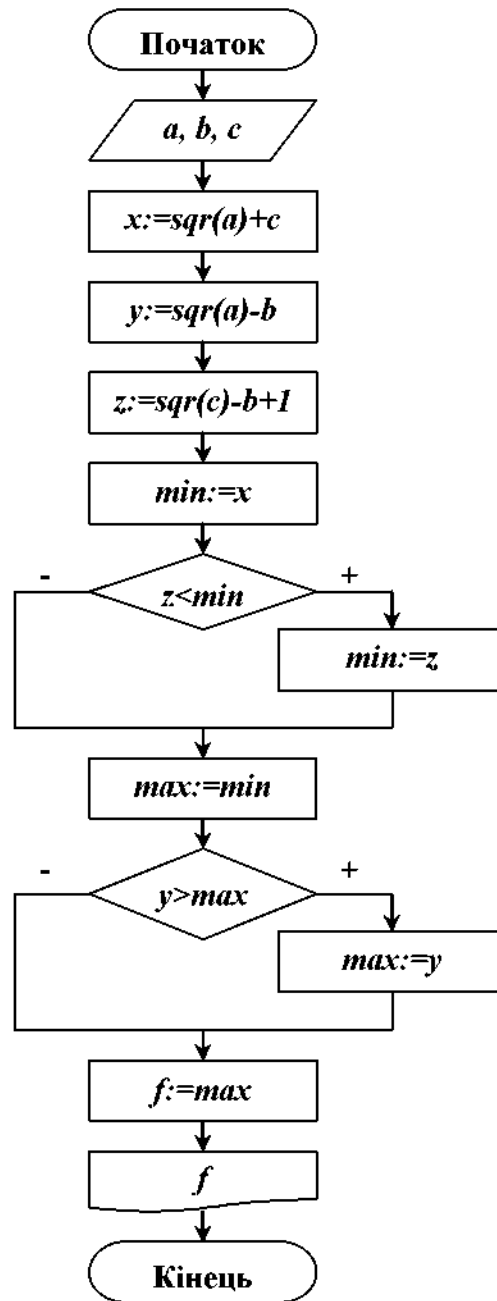 Початок
a, b, c
x:=sqr(a)+c
y:=sqr(a)-b
z:=sqr(c)-b+1
min:=x
- z<min +
min:=z
max:=min
- y>max +
max:=y
f:=max
f
Кінець